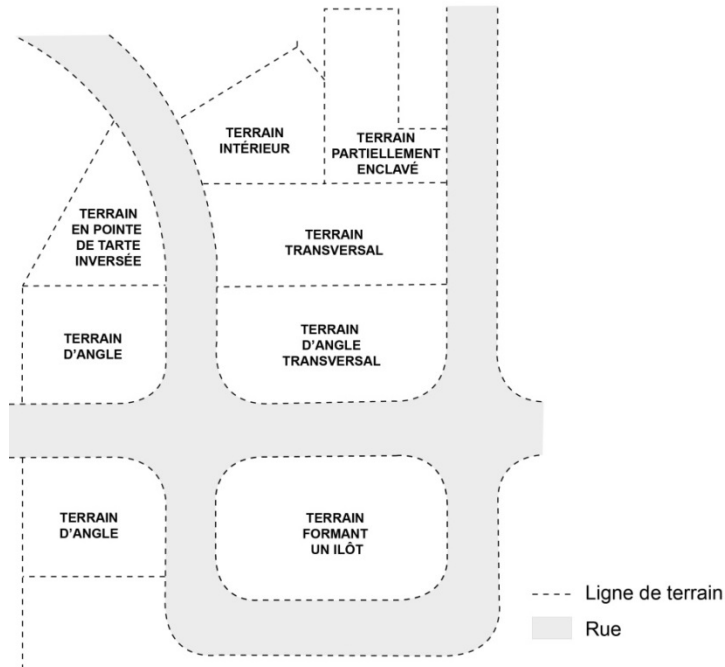 TERRAIN
INTÉRIEUR
TERRAIN
PARTIELLEMENT
ENCLAVÉ
TERRAIN
EN POINTE
DE TARTE
INVERSÉE
TERRAIN
TRANSVERSAL
TERRAIN
D'ANGLE
TERRAIN
D'ANGLE
TRANSVERSAL
TERRAIN
D'ANGLE
TERRAIN
FORMANT
UN ILÔT
Ligne de terrain
Rue